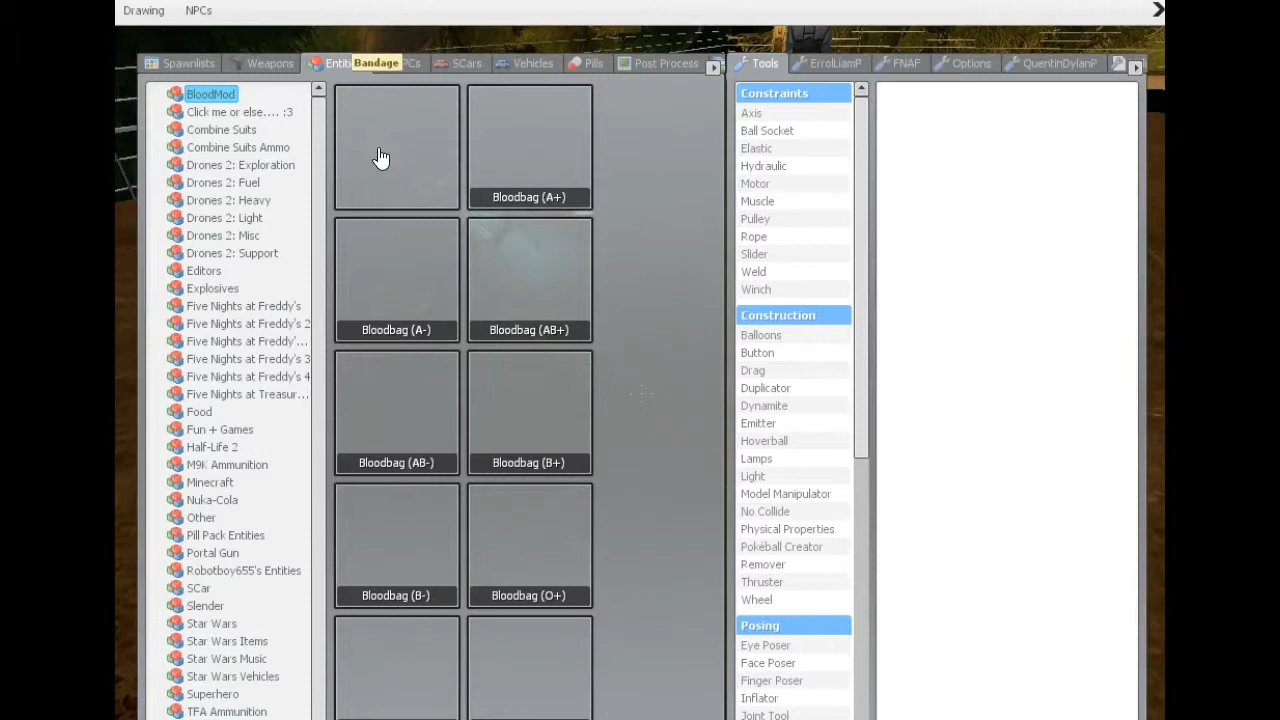 Drawing NPCs
Spawnlists Weapons Entiti Bandage PCs SCars Vehicles Pills Post Process Tools ErrolLiamP FNAF Options QuentinDylanP
BloodMod
Click me or else.... :3
Combine Suits
Combine Suits Ammo
Drones 2: Exploration
Drones 2: Fuel
Drones 2: Heavy
Drones 2: Light
Drones 2: Misc
Drones 2: Support
Editors
Explosives
Five Nights at Freddy's
Five Nights at Freddy's 2
Five Nights at Freddy'...
Five Nights at Freddy's 3
Five Nights at Freddy's 4
Five Nights at Treasur...
Food
Fun + Games
Half-Life 2
M9K Ammunition
Minecraft
Nuka-Cola
Other
Pill Pack Entities
Portal Gun
Robotboy655's Entities
SCar
Slender
Star Wars
Star Wars Items
Star Wars Music
Star Wars Vehicles
Superhero
TFA Ammunition
Bloodbag (A+)
Bloodbag (A-) Bloodbag (AB+)
Bloodbag (AB-) Bloodbag (B+)
Bloodbag (B-) Bloodbag (O+)
Constraints
Axis
Ball Socket
Elastic
Hydraulic
Motor
Muscle
Pulley
Rope
Slider
Weld
Winch
Construction
Balloons
Button
Drag
Duplicator
Dynamite
Emitter
Hoverball
Lamps
Light
Model Manipulator
No Collide
Physical Properties
Pokéball Creator
Remover
Thruster
Wheel
Posing
Eye Poser
Face Poser
Finger Poser
Inflator
Joint Tool